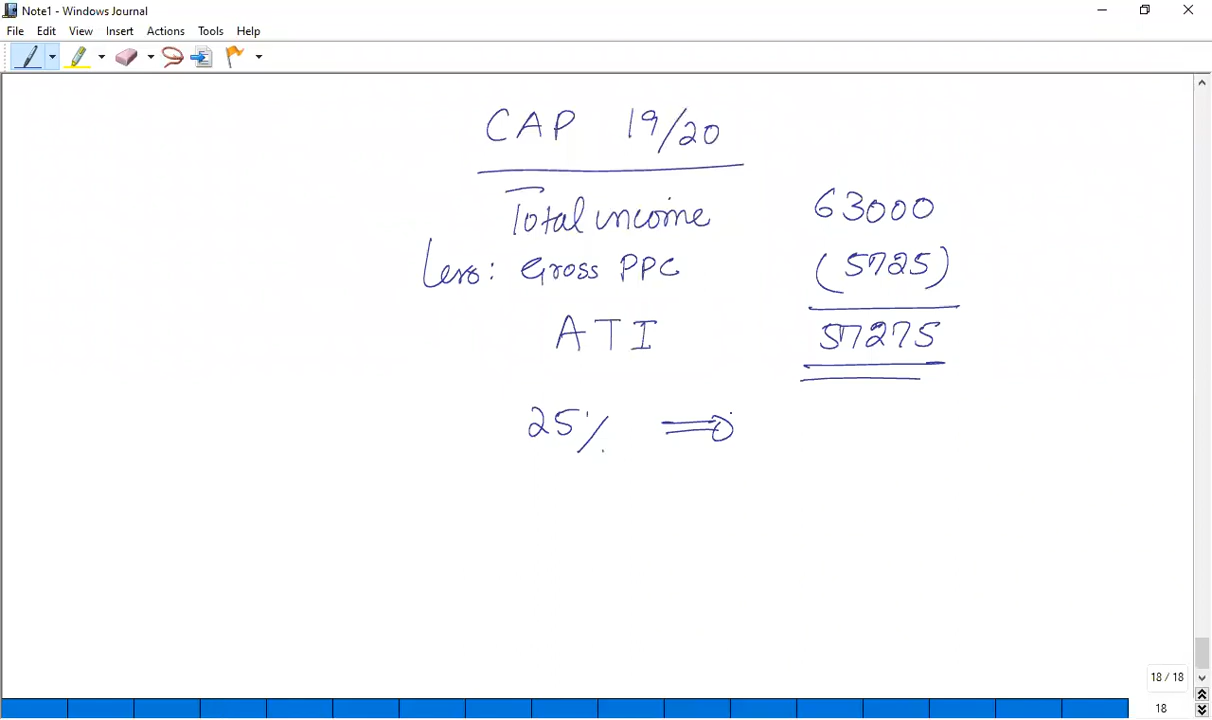 Note1 - Windows Journal
File Edit View Insert Actions Tools Help
CAP 19/20
Total income 63000
Less: Gross PPC (5725)
ATI 57275
25% ⇒
18 / 18
18